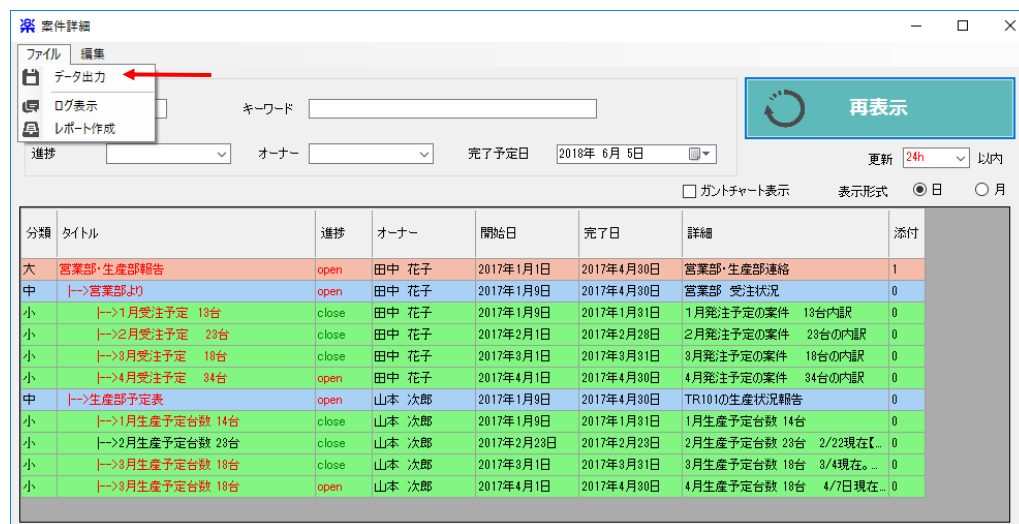 楽 案件詳細
ファイル 編集
データ出力
ログ表示
レポート作成
キーワード
再表示
進捗 オーナー 完了予定日 2018年 6月 5日
更新 24h 以内
ガントチャート表示 表示形式 日 月
分類 タイトル 進捗 オーナー 開始日 完了日 詳細 添付
大 営業部・生産部報告 open 田中 花子 2017年1月1日 2017年4月30日 営業部・生産部連絡 1
中 |-->営業部より open 田中 花子 2017年1月9日 2017年4月30日 営業部 受注状況 0
小 |-->1月受注予定 13台 close 田中 花子 2017年1月9日 2017年1月31日 1月発注予定の案件 13台内訳 0
小 |-->2月受注予定 23台 close 田中 花子 2017年2月1日 2017年2月28日 2月発注予定の案件 23台の内訳 0
小 |-->3月受注予定 18台 close 田中 花子 2017年3月1日 2017年3月31日 3月発注予定の案件 18台の内訳 0
小 |-->4月受注予定 34台 open 田中 花子 2017年4月1日 2017年4月30日 4月発注予定の案件 34台の内訳 0
中 |-->生産部予定表 open 山本 次郎 2017年1月9日 2017年4月30日 TR101の生産状況報告 0
小 |-->1月生産予定台数 14台 close 山本 次郎 2017年1月9日 2017年1月31日 1月生産予定台数 14台 0
小 |-->2月生産予定台数 23台 close 山本 次郎 2017年2月23日 2017年2月23日 2月生産予定台数 23台 2/22現在【... 0
小 |-->3月生産予定台数 18台 close 山本 次郎 2017年3月1日 2017年3月31日 3月生産予定台数 18台 3/4現在。... 0
小 |-->3月生産予定台数 18台 open 山本 次郎 2017年4月1日 2017年4月30日 4月生産予定台数 18台 4/7日現在... 0